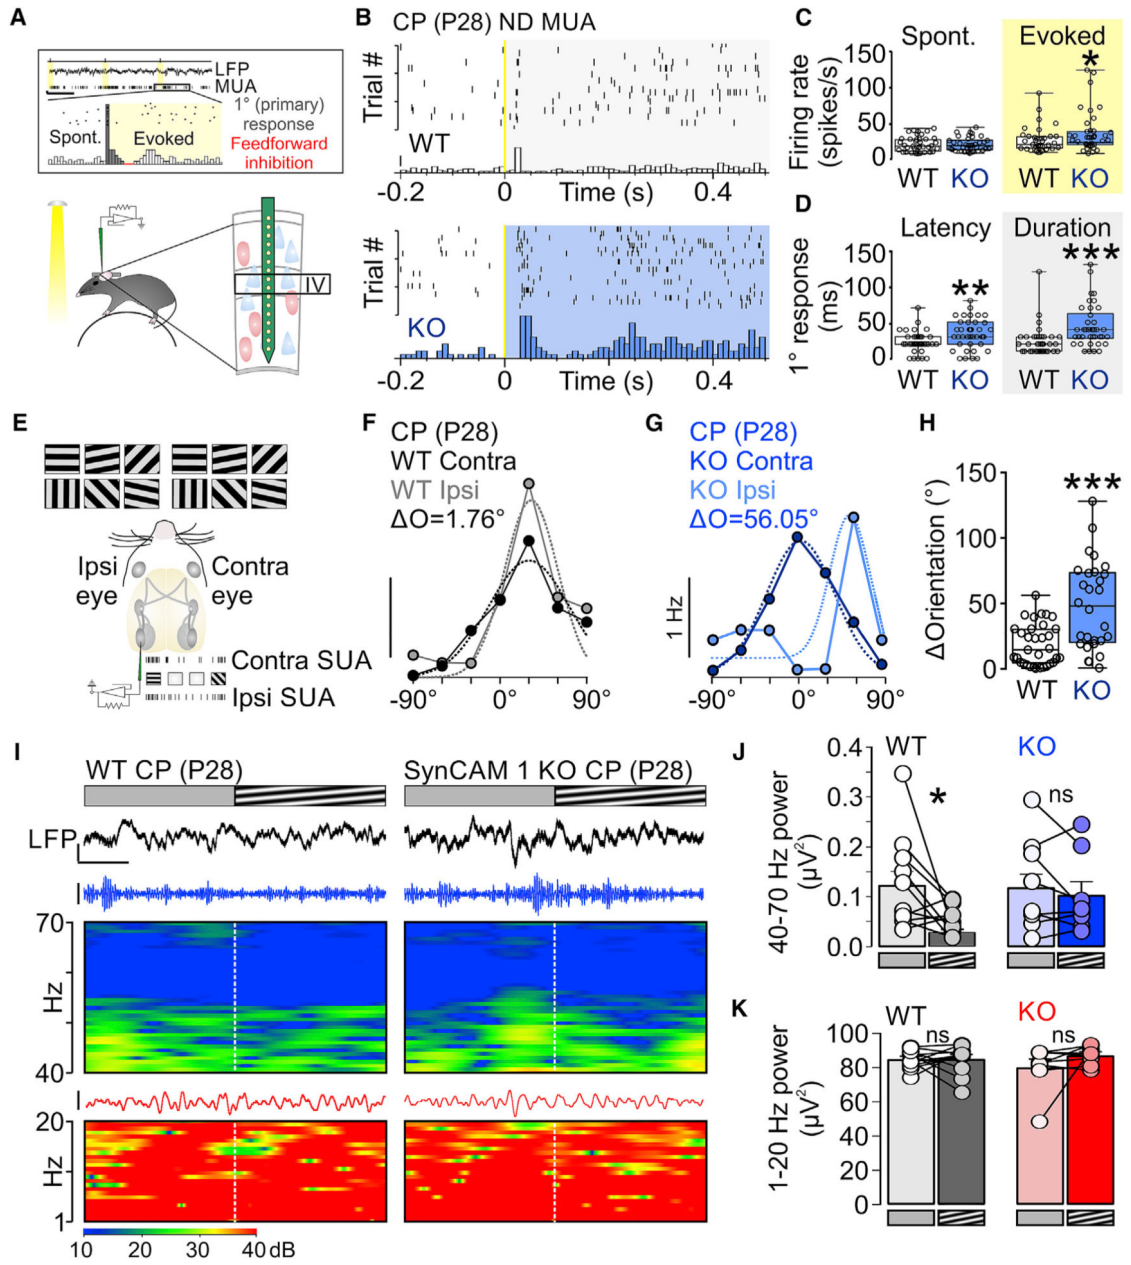 A
LFP
MUA
1° (primary)
response
Spont.
Evoked
Feedforward
inhibition
IV
B
CP (P28) ND MUA
Trial #
WT
-0.2
0
Time (s)
0.4
Trial #
KO
-0.2
0
Time (s)
0.4
C
Spont.
Evoked
Firing rate
(spikes/s)
150
100
50
0
*
WT
KO
WT
KO
D
Latency
Duration
1° response
(ms)
150
100
50
0
**
***
WT
KO
WT
KO
E
Ipsi
eye
Contra
eye
Contra SUA
Ipsi SUA
F
CP (P28)
WT Contra
WT Ipsi
ΔO=1.76°
-90°
0°
90°
G
CP (P28)
KO Contra
KO Ipsi
ΔO=56.05°
1 Hz
-90°
0°
90°
H
ΔOrientation (°)
150
100
50
0
***
WT
KO
I
WT CP (P28)
SynCAM 1 KO CP (P28)
LFP
70
Hz
40
20
Hz
1
10
20
30
40 dB
J
WT
KO
40-70 Hz power
(μV²)
0.4
0.3
0.2
0.1
0.0
*
ns
K
WT
KO
1-20 Hz power
(μV²)
100
80
60
40
20
0
ns
ns